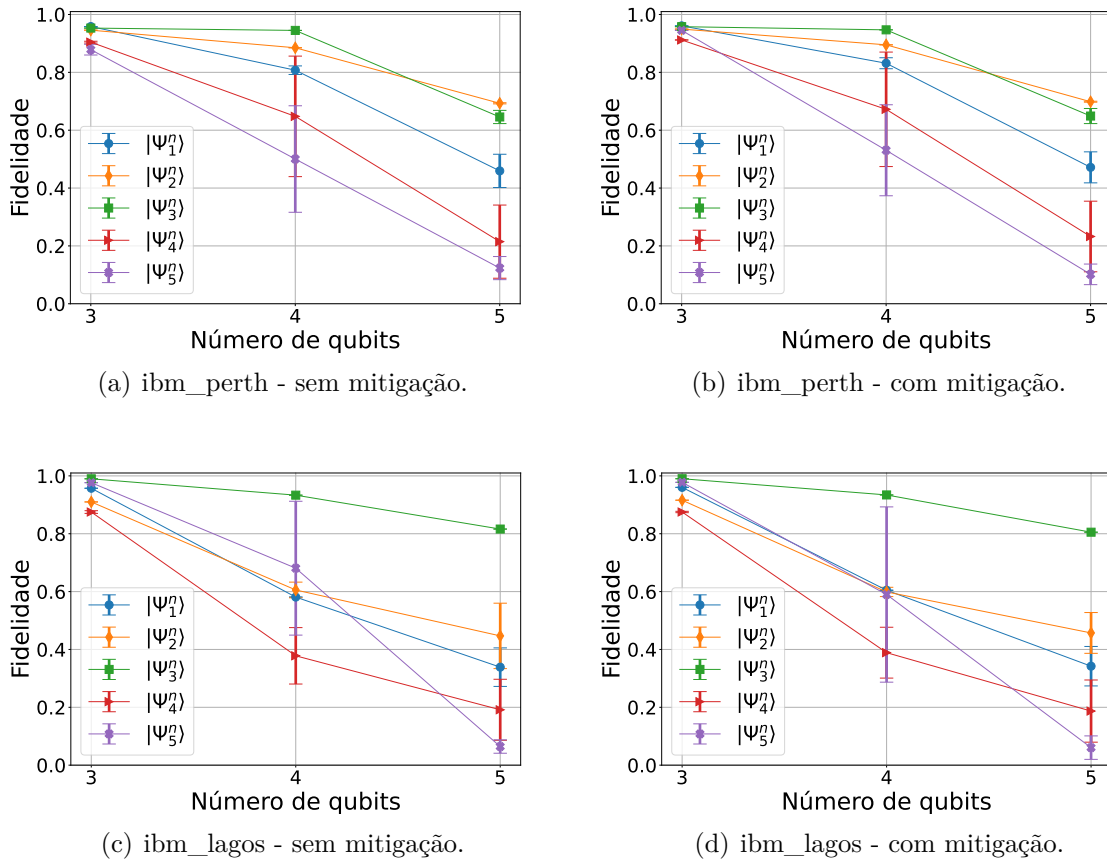 1.0
0.8
0.6
0.4
0.2
0.0
Fidelidade
|Ψ₁ⁿ⟩
|Ψ₂ⁿ⟩
|Ψ₃ⁿ⟩
|Ψ₄ⁿ⟩
|Ψ₅ⁿ⟩
3 4 5
Número de qubits
(a) ibm_perth - sem mitigação.
1.0
0.8
0.6
0.4
0.2
0.0
Fidelidade
|Ψ₁ⁿ⟩
|Ψ₂ⁿ⟩
|Ψ₃ⁿ⟩
|Ψ₄ⁿ⟩
|Ψ₅ⁿ⟩
3 4 5
Número de qubits
(b) ibm_perth - com mitigação.
1.0
0.8
0.6
0.4
0.2
0.0
Fidelidade
|Ψ₁ⁿ⟩
|Ψ₂ⁿ⟩
|Ψ₃ⁿ⟩
|Ψ₄ⁿ⟩
|Ψ₅ⁿ⟩
3 4 5
Número de qubits
(c) ibm_lagos - sem mitigação.
1.0
0.8
0.6
0.4
0.2
0.0
Fidelidade
|Ψ₁ⁿ⟩
|Ψ₂ⁿ⟩
|Ψ₃ⁿ⟩
|Ψ₄ⁿ⟩
|Ψ₅ⁿ⟩
3 4 5
Número de qubits
(d) ibm_lagos - com mitigação.